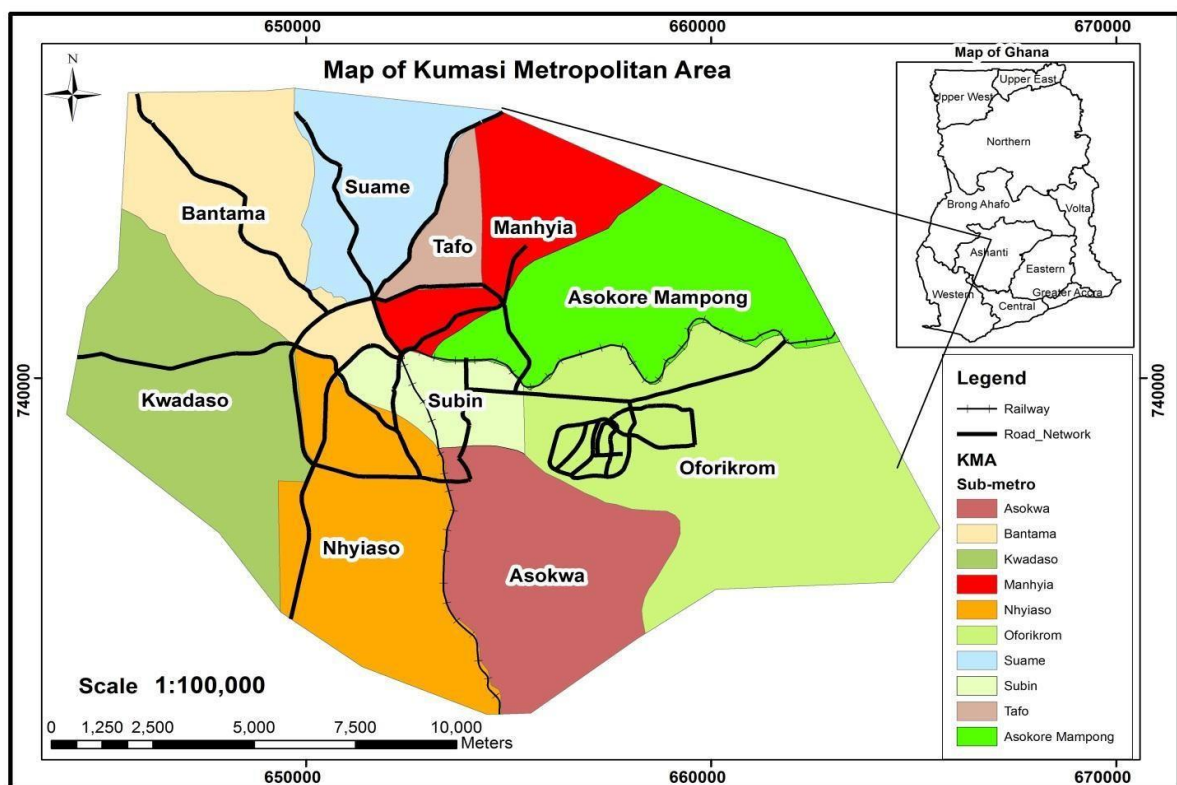 650000
660000
670000
N
Map of Kumasi Metropolitan Area
Map of Ghana
Upper East
Upper West
Northern
Brong Ahafo
Volta
Ashanti
Eastern
Western
Greater Accra
Central
Suame
Bantama
Manhyia
Tafo
Asokore Mampong
740000
740000
Kwadaso
Subin
Oforikrom
Nhyiaso
Asokwa
Legend
Railway
Road_Network
KMA
Sub-metro
Asokwa
Bantama
Kwadaso
Manhyia
Nhyiaso
Oforikrom
Suame
Subin
Tafo
Asokore Mampong
Scale 1:100,000
0 1,250 2,500 5,000 7,500 10,000
Meters
650000
660000
670000